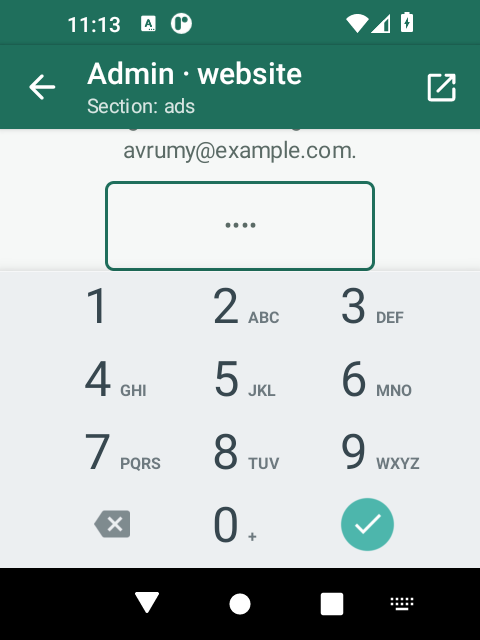 11:13
Admin · website
Section: ads
avrumy@example.com.
••••
1
2 ABC
3 DEF
4 GHI
5 JKL
6 MNO
7 PQRS
8 TUV
9 WXYZ
0 +